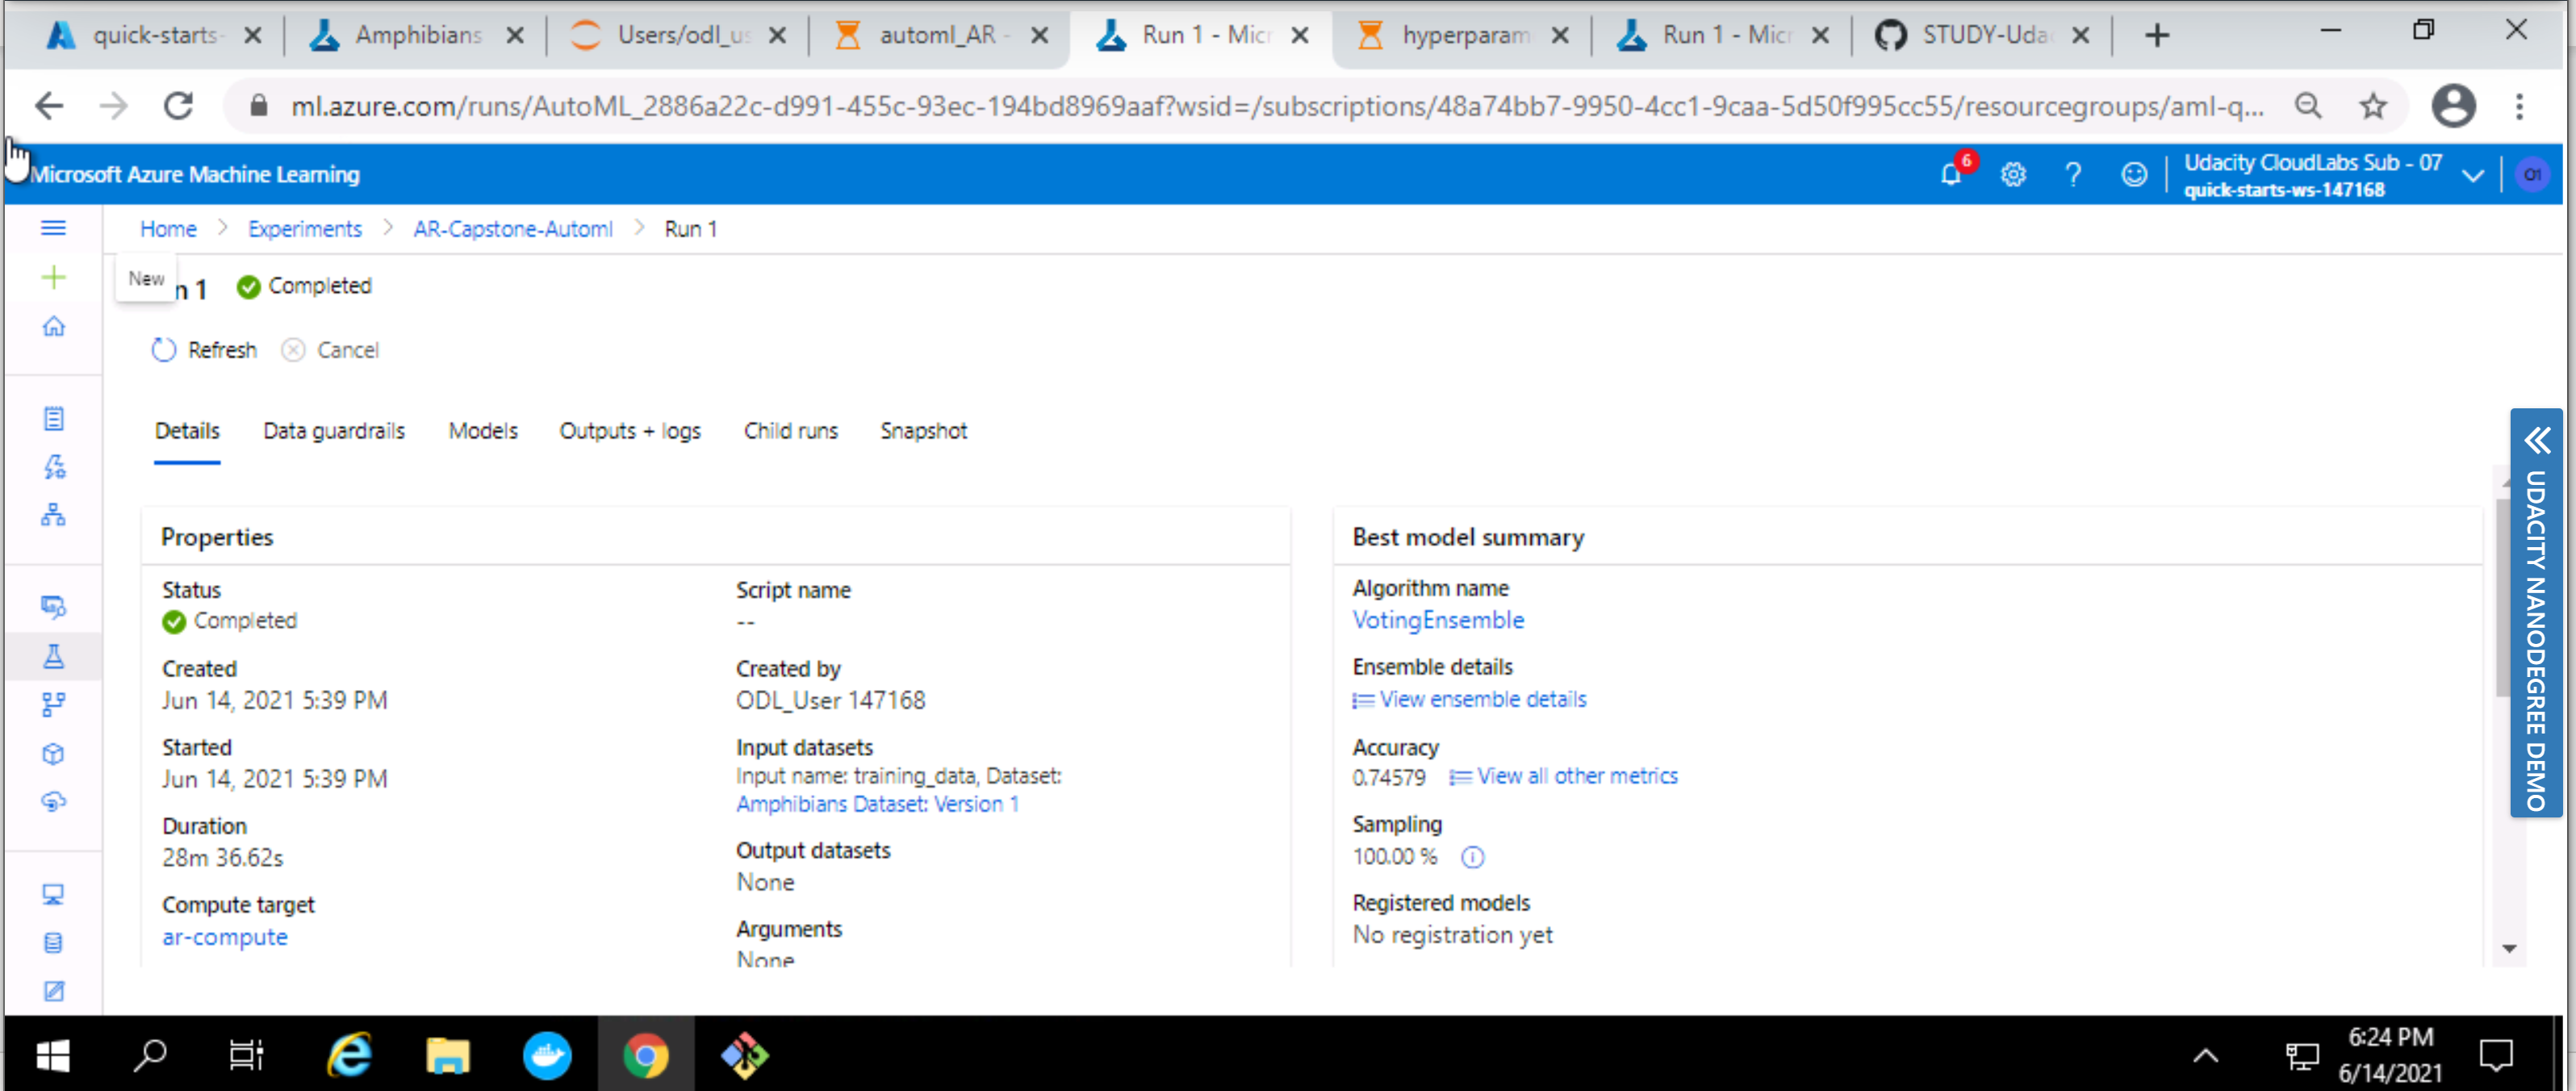 quick-starts-
Amphibians
Users/odl_us
automl_AR -
Run 1 - Micr
hyperparam
Run 1 - Micr
STUDY-Uda
ml.azure.com/runs/AutoML_2886a22c-d991-455c-93ec-194bd8969aaf?wsid=/subscriptions/48a74bb7-9950-4cc1-9caa-5d50f995cc55/resourcegroups/aml-q...
Microsoft Azure Machine Learning
6
Udacity CloudLabs Sub - 07
quick-starts-ws-147168
O1
Home > Experiments > AR-Capstone-Automl > Run 1
New
n 1
Completed
Refresh
Cancel
Details
Data guardrails
Models
Outputs + logs
Child runs
Snapshot
Properties
Status
Completed
Created
Jun 14, 2021 5:39 PM
Started
Jun 14, 2021 5:39 PM
Duration
28m 36.62s
Compute target
ar-compute
Script name
--
Created by
ODL_User 147168
Input datasets
Input name: training_data, Dataset:
Amphibians Dataset: Version 1
Output datasets
None
Arguments
None
Best model summary
Algorithm name
VotingEnsemble
Ensemble details
View ensemble details
Accuracy
0.74579 View all other metrics
Sampling
100.00 %
Registered models
No registration yet
UDACITY NANODEGREE DEMO
6:24 PM
6/14/2021